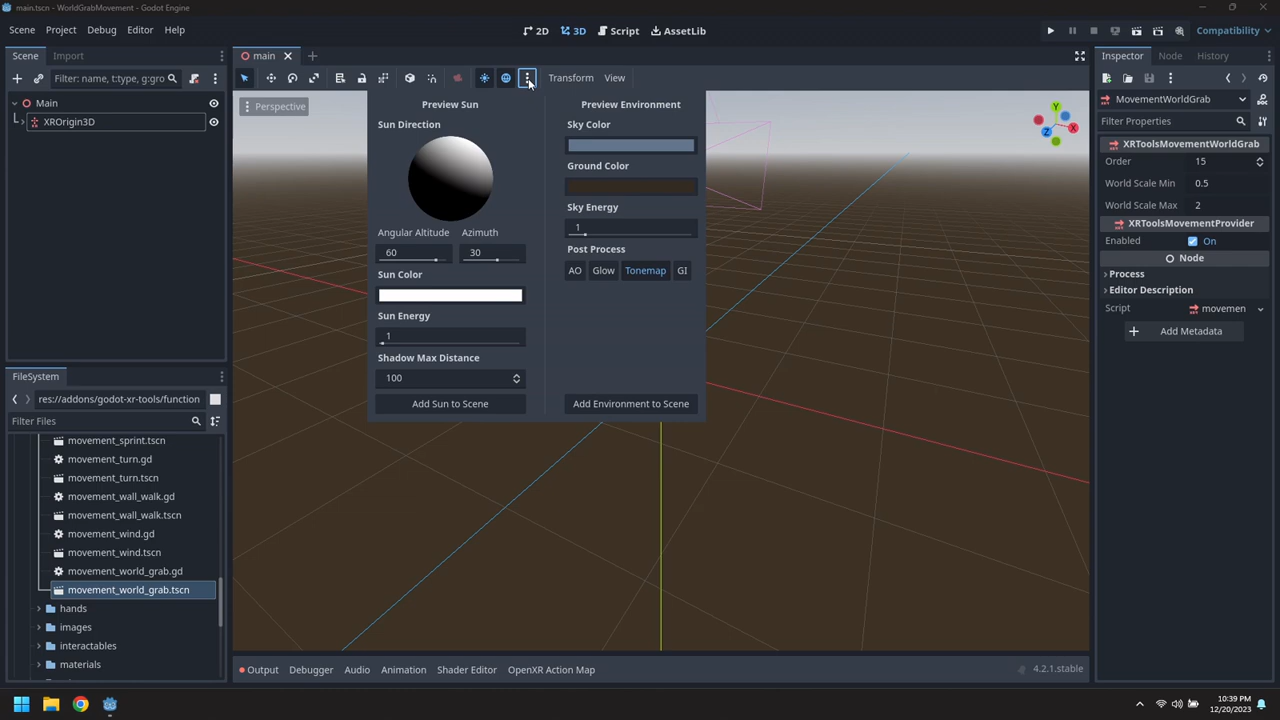 main.tscn - WorldGrabMovement - Godot Engine
Scene Project Debug Editor Help
2D 3D Script AssetLib
Compatibility
Scene Import
Filter: name, t:type, g:gro
Main
XROrigin3D
FileSystem
res://addons/godot-xr-tools/function
Filter Files
movement_sprint.tscn
movement_turn.gd
movement_turn.tscn
movement_wall_walk.gd
movement_wall_walk.tscn
movement_wind.gd
movement_wind.tscn
movement_world_grab.gd
movement_world_grab.tscn
hands
images
interactables
materials
main
Transform View
Perspective
Preview Sun
Sun Direction
Angular Altitude Azimuth
60 30
Sun Color
Sun Energy
1
Shadow Max Distance
100
Add Sun to Scene
Preview Environment
Sky Color
Ground Color
Sky Energy
1
Post Process
AO Glow Tonemap GI
Add Environment to Scene
Y
X
Z
Output Debugger Audio Animation Shader Editor OpenXR Action Map
4.2.1.stable
Inspector Node History
MovementWorldGrab
Filter Properties
XRToolsMovementWorldGrab
Order 15
World Scale Min 0.5
World Scale Max 2
XRToolsMovementProvider
Enabled On
Node
Process
Editor Description
Script movemen
Add Metadata
10:39 PM
12/20/2023